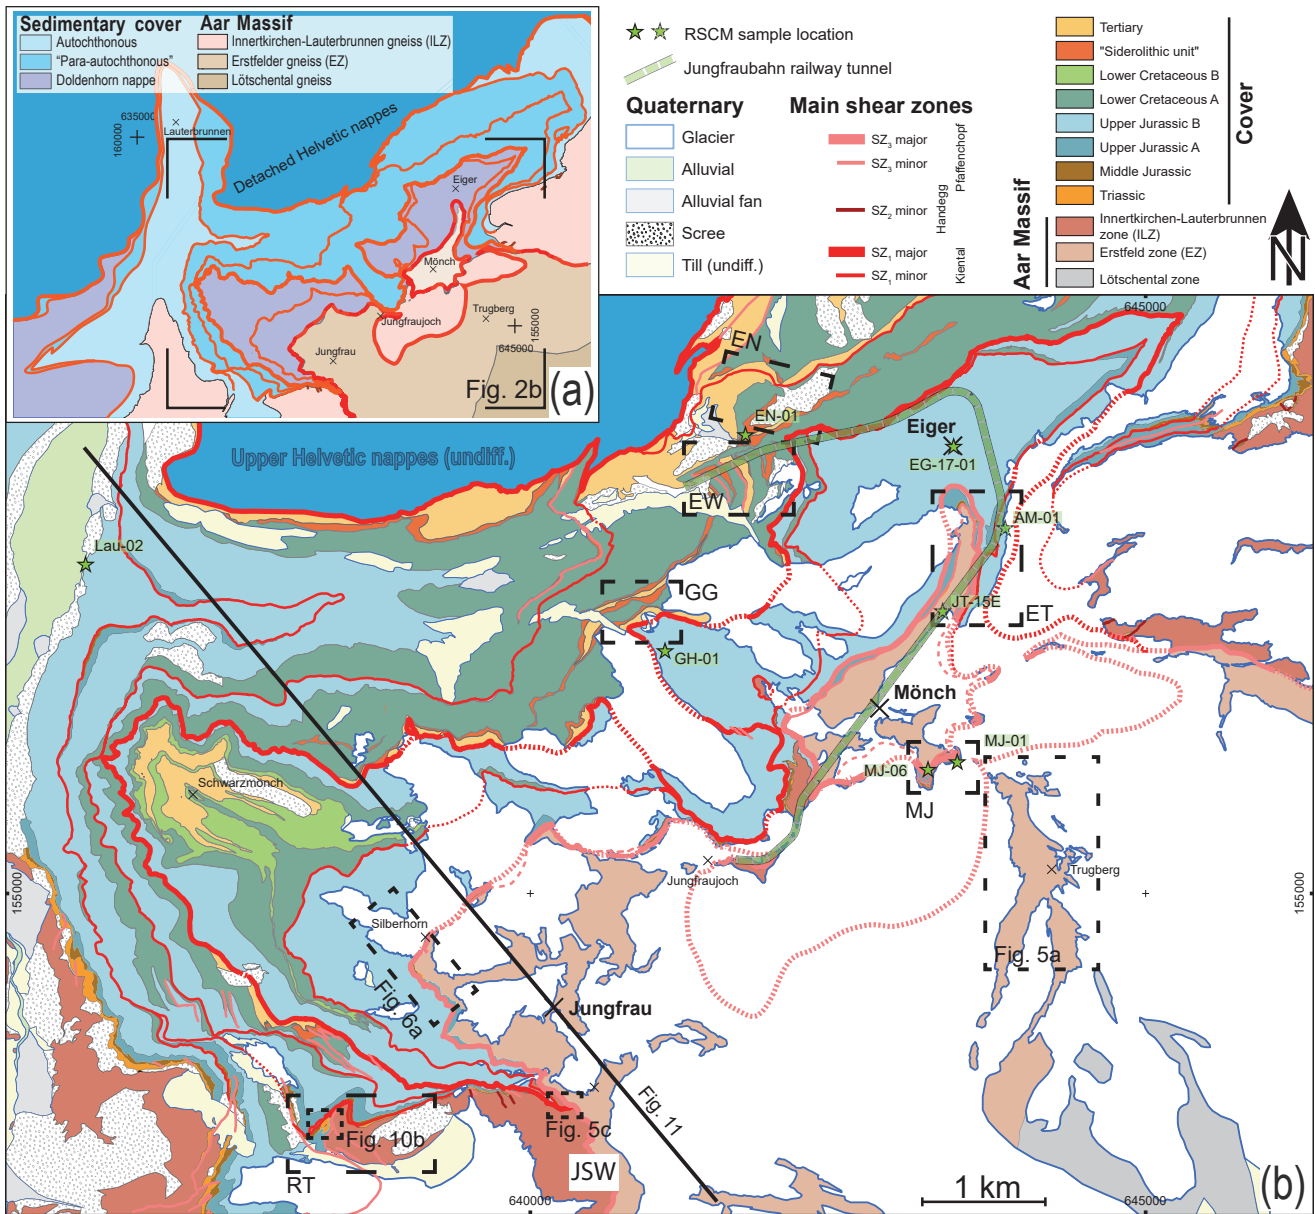 Sedimentary cover
Autochthonous
"Para-autochthonous"
Doldenhorn nappe
Aar Massif
Innertkirchen-Lauterbrunnen gneiss (ILZ)
Erstfelder gneiss (EZ)
Lötschental gneiss
635000
160000
Lauterbrunnen
Detached Helvetic nappes
Eiger
Mönch
Jungfraujoch
Trugberg
Jungfrau
155000
645000
Fig. 2b
(a)
RSCM sample location
Jungfraubahn railway tunnel
Quaternary
Glacier
Alluvial
Alluvial fan
Scree
Till (undiff.)
Main shear zones
SZ3 major
SZ3 minor
Pfaffenchopf
SZ2 minor
Handegg
SZ1 major
SZ1 minor
Kiental
Tertiary
"Siderolithic unit"
Lower Cretaceous B
Lower Cretaceous A
Upper Jurassic B
Upper Jurassic A
Middle Jurassic
Triassic
Cover
Innertkirchen-Lauterbrunnen
zone (ILZ)
Erstfeld zone (EZ)
Lötschental zone
Aar Massif
N
645000
EN
EN-01
Upper Helvetic nappes (undiff.)
Eiger
EG-17-01
EW
AM-01
Lau-02
GG
JT-15E
ET
GH-01
Mönch
MJ-01
MJ-06
MJ
Schwarzmönch
Jungfraujoch
Trugberg
155000
155000
Silbernorn
Fig. 6a
Fig. 5a
Jungfrau
Fig. 11
Fig. 10b
Fig. 5c
RT
JSW
1 km
640000
645000
(b)